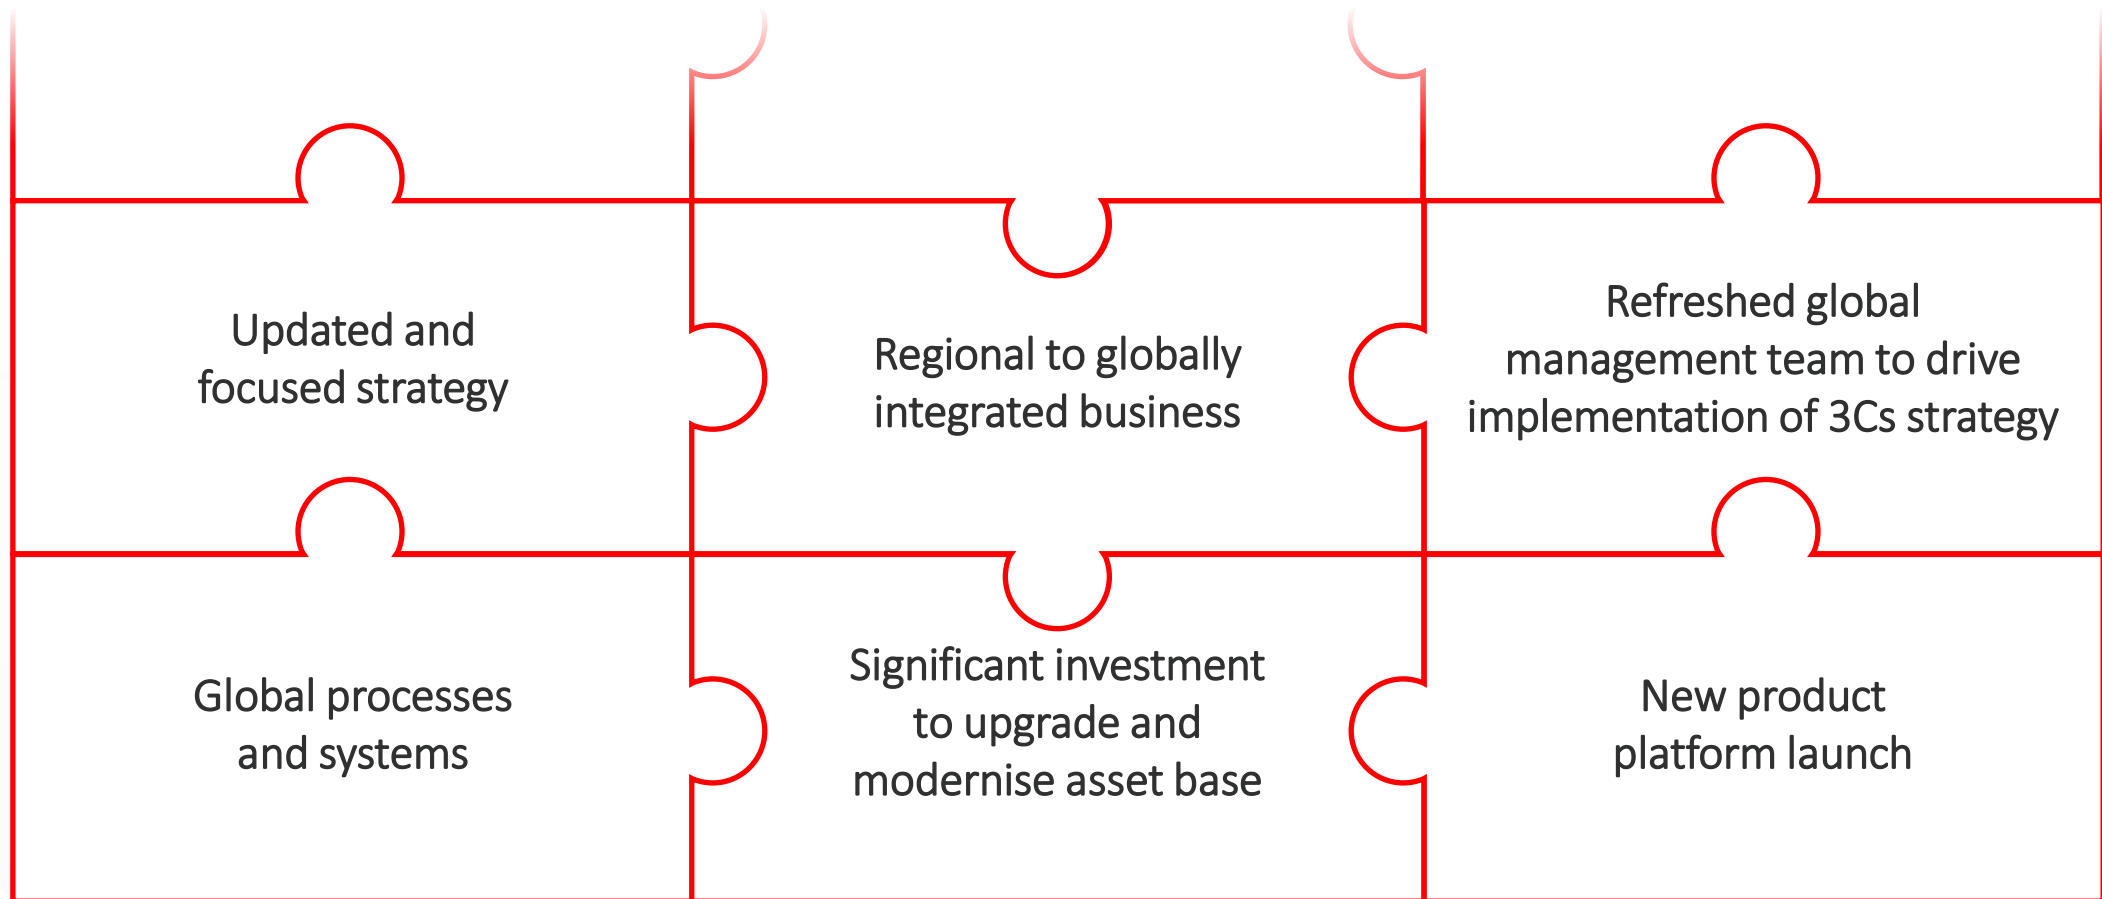 Updated and
focused strategy
Regional to globally
integrated business
Refreshed global
management team to drive
implementation of 3Cs strategy
Global processes
and systems
Significant investment
to upgrade and
modernise asset base
New product
platform launch